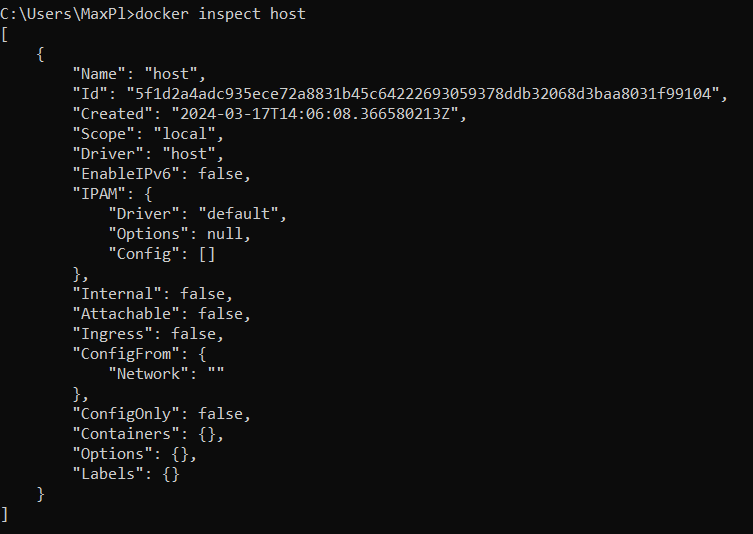 C:\Users\MaxPl>docker inspect host
[
    {
        "Name": "host",
        "Id": "5f1d2a4adc935ece72a8831b45c64222693059378ddb32068d3baa8031f99104",
        "Created": "2024-03-17T14:06:08.366580213Z",
        "Scope": "local",
        "Driver": "host",
        "EnableIPv6": false,
        "IPAM": {
            "Driver": "default",
            "Options": null,
            "Config": []
        },
        "Internal": false,
        "Attachable": false,
        "Ingress": false,
        "ConfigFrom": {
            "Network": ""
        },
        "ConfigOnly": false,
        "Containers": {},
        "Options": {},
        "Labels": {}
    }
]